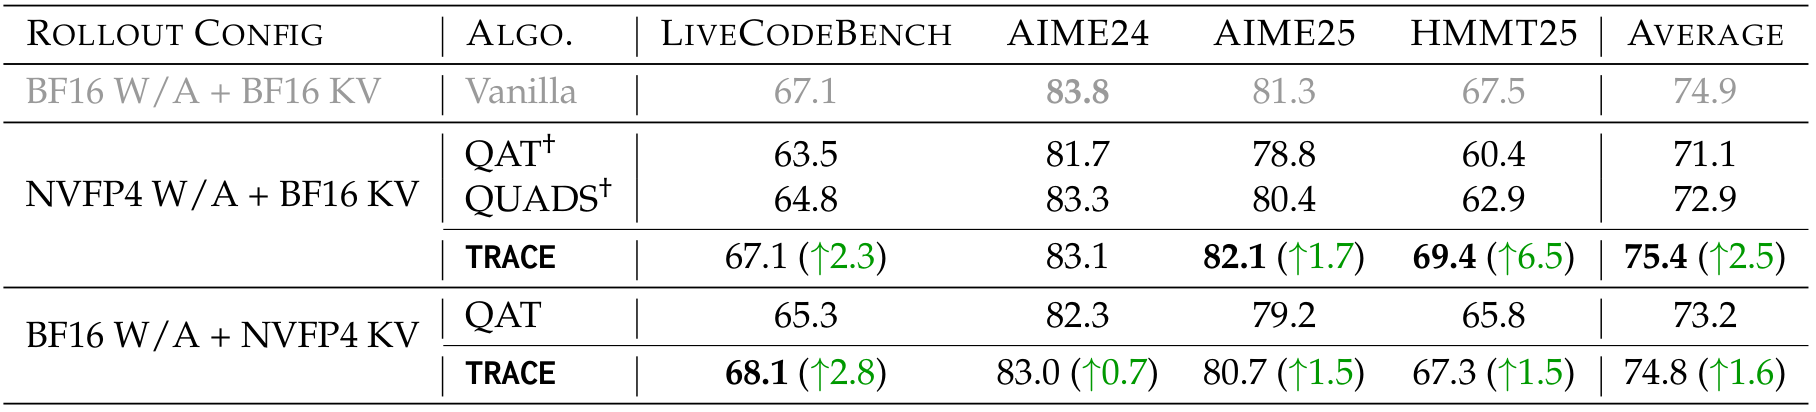 ROLLOUT CONFIG ALGO. LIVECODEBENCH AIME24 AIME25 HMMT25 AVERAGE
BF16 W/A + BF16 KV Vanilla 67.1 83.8 81.3 67.5 74.9
NVFP4 W/A + BF16 KV
QAT† 63.5 81.7 78.8 60.4 71.1
QUADS† 64.8 83.3 80.4 62.9 72.9
TRACE 67.1 (↑2.3) 83.1 82.1 (↑1.7) 69.4 (↑6.5) 75.4 (↑2.5)
BF16 W/A + NVFP4 KV
QAT 65.3 82.3 79.2 65.8 73.2
TRACE 68.1 (↑2.8) 83.0 (↑0.7) 80.7 (↑1.5) 67.3 (↑1.5) 74.8 (↑1.6)